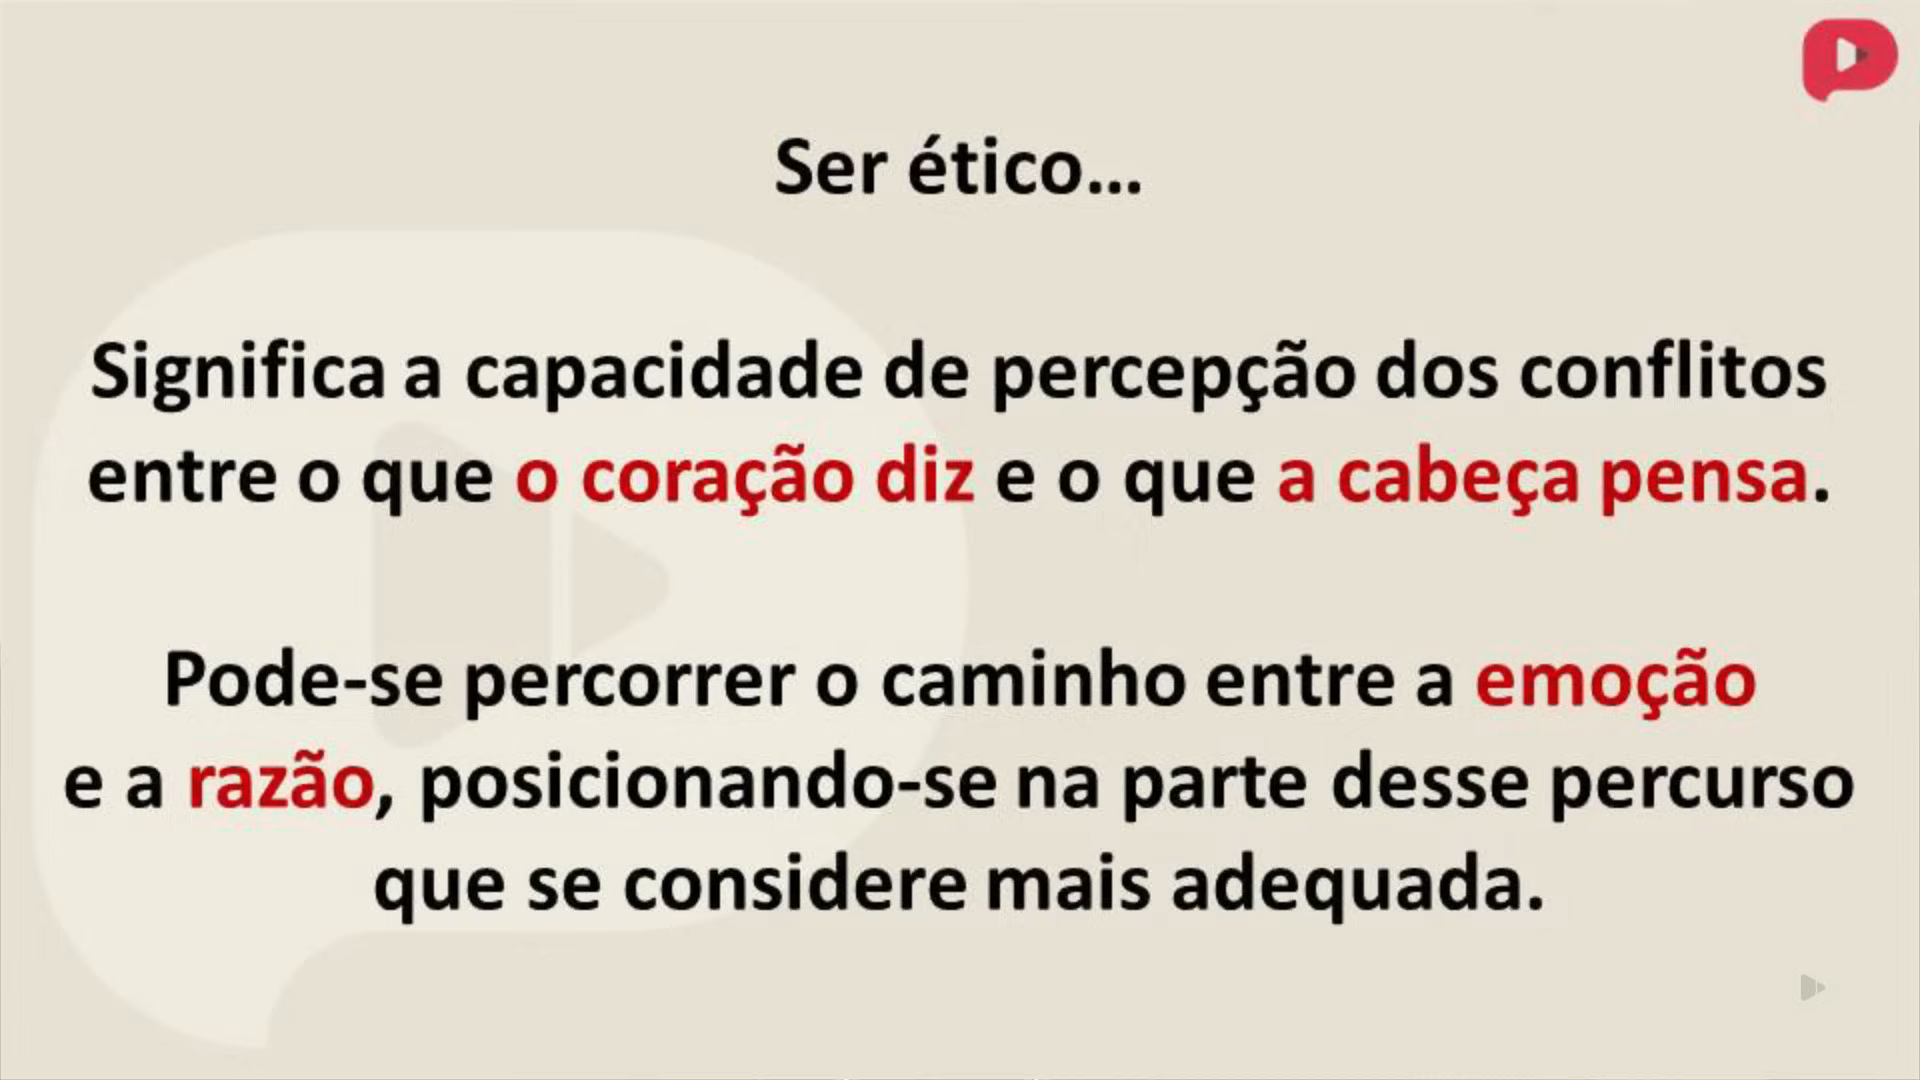 Ser ético...
Significa a capacidade de percepção dos conflitos
entre o que o coração diz e o que a cabeça pensa.
Pode-se percorrer o caminho entre a emoção
e a razão, posicionando-se na parte desse percurso
que se considere mais adequada.